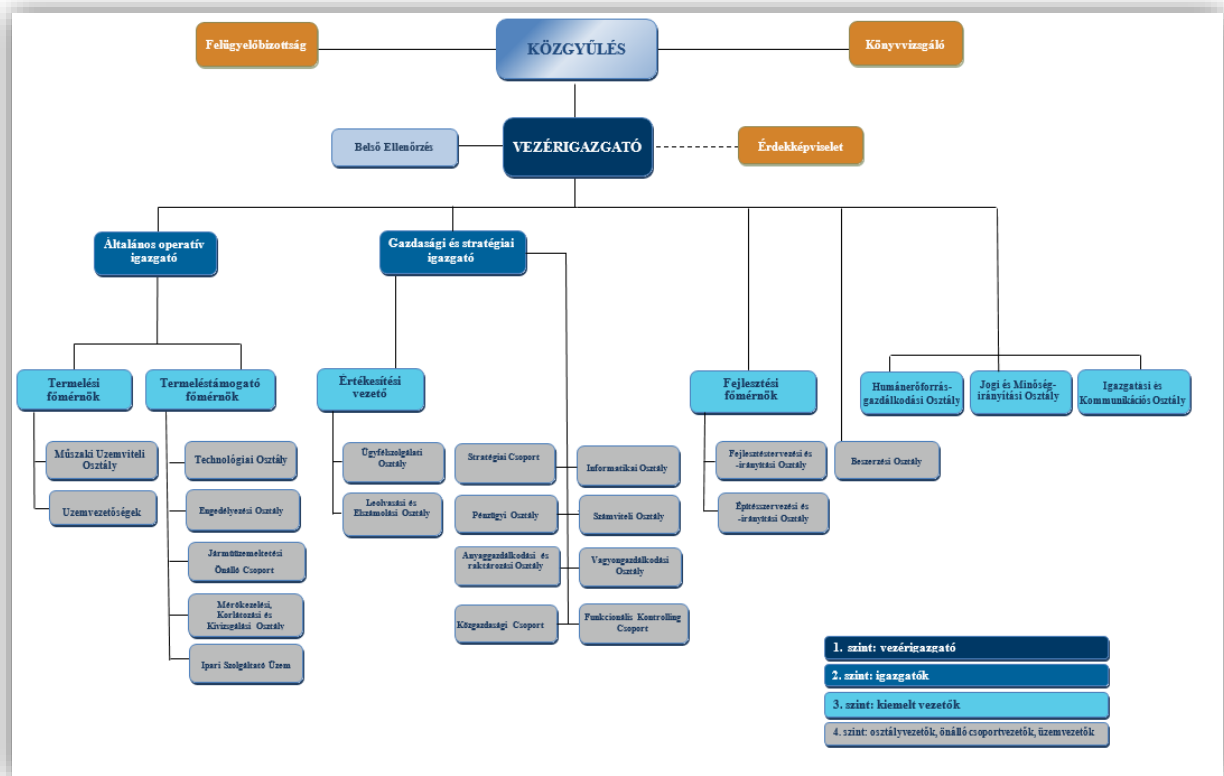 Felügyelőbizottság
KÖZGYŰLÉS
Könyvvizsgáló
Belső Ellenőrzés
VEZÉRIGAZGATÓ
Érdekképviselet
Általános operatív
igazgató
Gazdasági és stratégiai
igazgató
Termelési
főmérnök
Termeléstámogató
főmérnök
Értékesítési
vezető
Fejlesztési
főmérnök
Humánerőforrás-
gazdálkodási Osztály
Jogi és Minőség-
irányítási Osztály
Igazgatási és
Kommunikációs Osztály
Műszaki Üzemviteli
Osztály
Üzemvezetőségek
Technológiai Osztály
Engedélyezési Osztály
Járműüzemeltetési
Önálló Csoport
Mérőkezelési,
Korlátozási és
Kivizsgálási Osztály
Ipari Szolgáltató Üzem
Ügyfélszolgálati
Osztály
Leolvasási és
Elszámolási Osztály
Stratégiai Csoport
Informatikai Osztály
Pénzügyi Osztály
Számviteli Osztály
Anyaggazdálkodási és
raktározási Osztály
Vagyongazdálkodási
Osztály
Közgazdasági Csoport
Funkcionális Kontrolling
Csoport
Fejlesztéstervezési és
-irányítási Osztály
Építésszervezési és
-irányítási Osztály
Beszerzési Osztály
1. szint: vezérigazgató
2. szint: igazgatók
3. szint: kiemelt vezetők
4. szint: osztályvezetők, önálló csoportvezetők, üzemvezetők